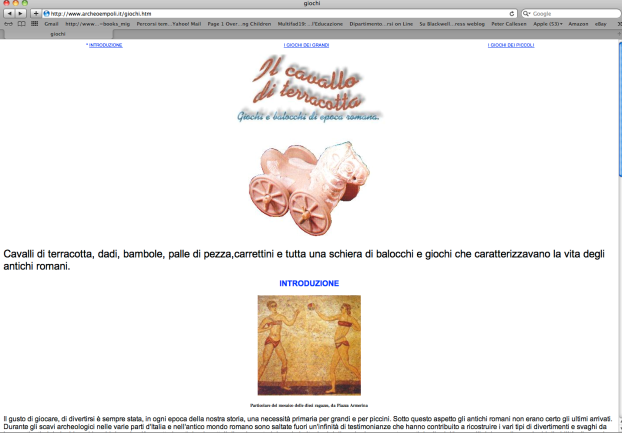 giochi
http://www.archeoempoli.it/giochi.htm
Google
Gmail http://www... -books_mig Percorsi tem... Yahoo! Mail Page 1 Over...ng Children Multifad19:...l'Educazione Dipartimento...rsi on Line Su Blackwell...ress weblog Peter Callesen Apple (53) Amazon eBay
giochi
* INTRODUZIONE I GIOCHI DEI GRANDI I GIOCHI DEI PICCOLI
Il cavallo
di terracotta
Giochi e balocchi di epoca romana.
Cavalli di terracotta, dadi, bambole, palle di pezza,carrettini e tutta una schiera di balocchi e giochi che caratterizzavano la vita degli
antichi romani.
INTRODUZIONE
Particolare del mosaico delle dieci ragazze, da Piazza Armerina
Il gusto di giocare, di divertirsi è sempre stata, in ogni epoca della nostra storia, una necessità primaria per grandi e per piccini. Sotto questo aspetto gli antichi romani non erano certo gli ultimi arrivati.
Durante gli scavi archeologici nelle varie parti d'Italia e nell'antico mondo romano sono saltate fuori un'infinità di testimonianze che hanno contribuito a ricostruire i vari tipi di divertimenti e svaghi da